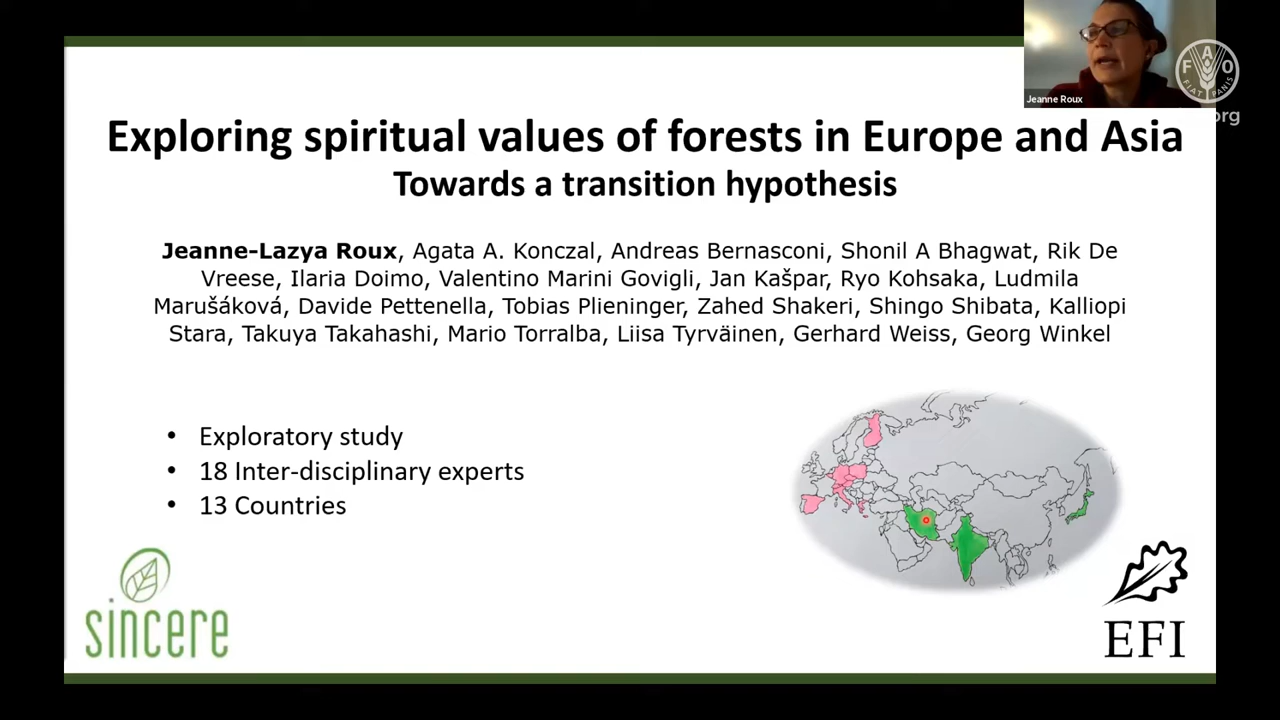 Jeanne Roux
F A O
FIAT PANIS
.org
Exploring spiritual values of forests in Europe and Asia
Towards a transition hypothesis
Jeanne-Lazya Roux, Agata A. Konczal, Andreas Bernasconi, Shonil A Bhagwat, Rik De
Vreese, Ilaria Doimo, Valentino Marini Govigli, Jan Kašpar, Ryo Kohsaka, Ludmila
Marušáková, Davide Pettenella, Tobias Plieninger, Zahed Shakeri, Shingo Shibata, Kalliopi
Stara, Takuya Takahashi, Mario Torralba, Liisa Tyrväinen, Gerhard Weiss, Georg Winkel
• Exploratory study
• 18 Inter-disciplinary experts
• 13 Countries
sincere
EFI